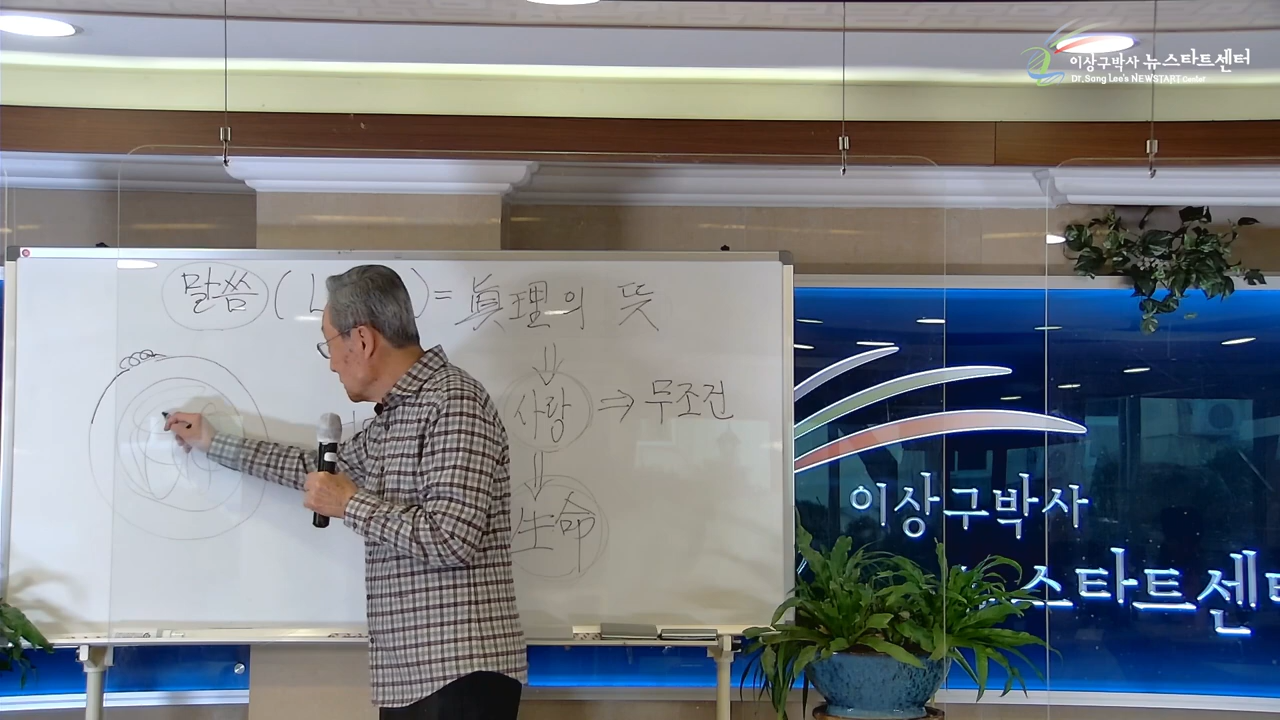 이상구박사 뉴스타트센터
Dr. Sang Lee's NEWSTART Center
말씀 ( L ) = 眞理의 뜻
사랑 ⇒ 무조건
生命
이상구박사
스타트센터